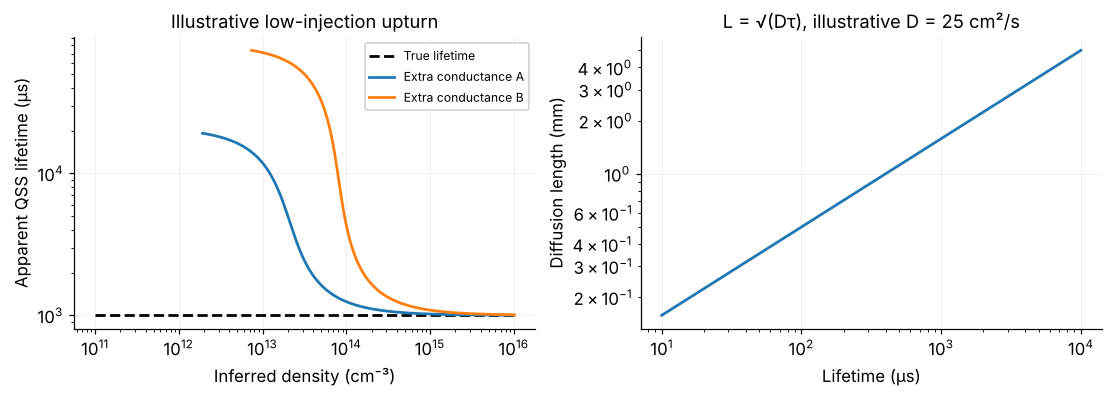 Illustrative low-injection upturn
Apparent QSS lifetime (μs)
10⁴
10³
True lifetime
Extra conductance A
Extra conductance B
10¹¹ 10¹² 10¹³ 10¹⁴ 10¹⁵ 10¹⁶
Inferred density (cm⁻³)
L = √(Dτ), illustrative D = 25 cm²/s
Diffusion length (mm)
4 × 10⁰
3 × 10⁰
2 × 10⁰
10⁰
6 × 10⁻¹
4 × 10⁻¹
3 × 10⁻¹
2 × 10⁻¹
10¹ 10² 10³ 10⁴
Lifetime (μs)